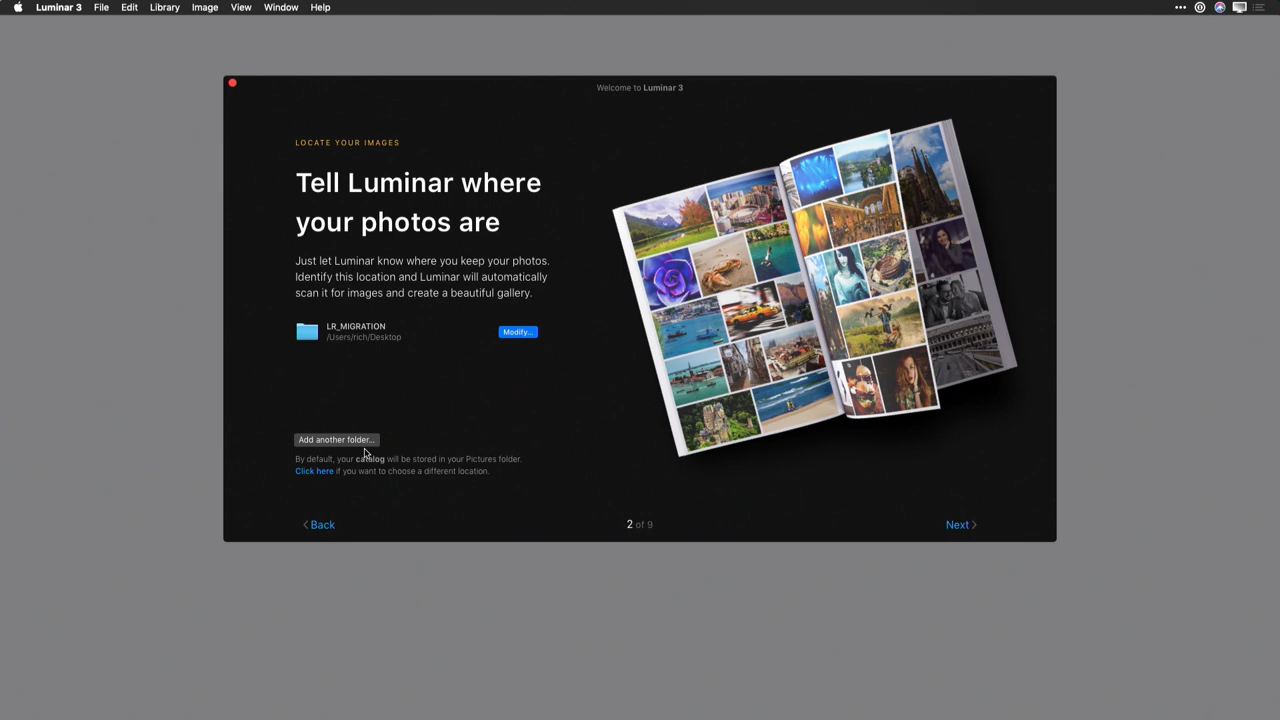 Luminar 3 File Edit Library Image View Window Help
Welcome to Luminar 3
LOCATE YOUR IMAGES
Tell Luminar where
your photos are
Just let Luminar know where you keep your photos.
Identify this location and Luminar will automatically
scan it for images and create a beautiful gallery.
LR_MIGRATION
/Users/rich/Desktop
Modify...
Add another folder...
By default, your catalog will be stored in your Pictures folder.
Click here if you want to choose a different location.
Back
2 of 9
Next